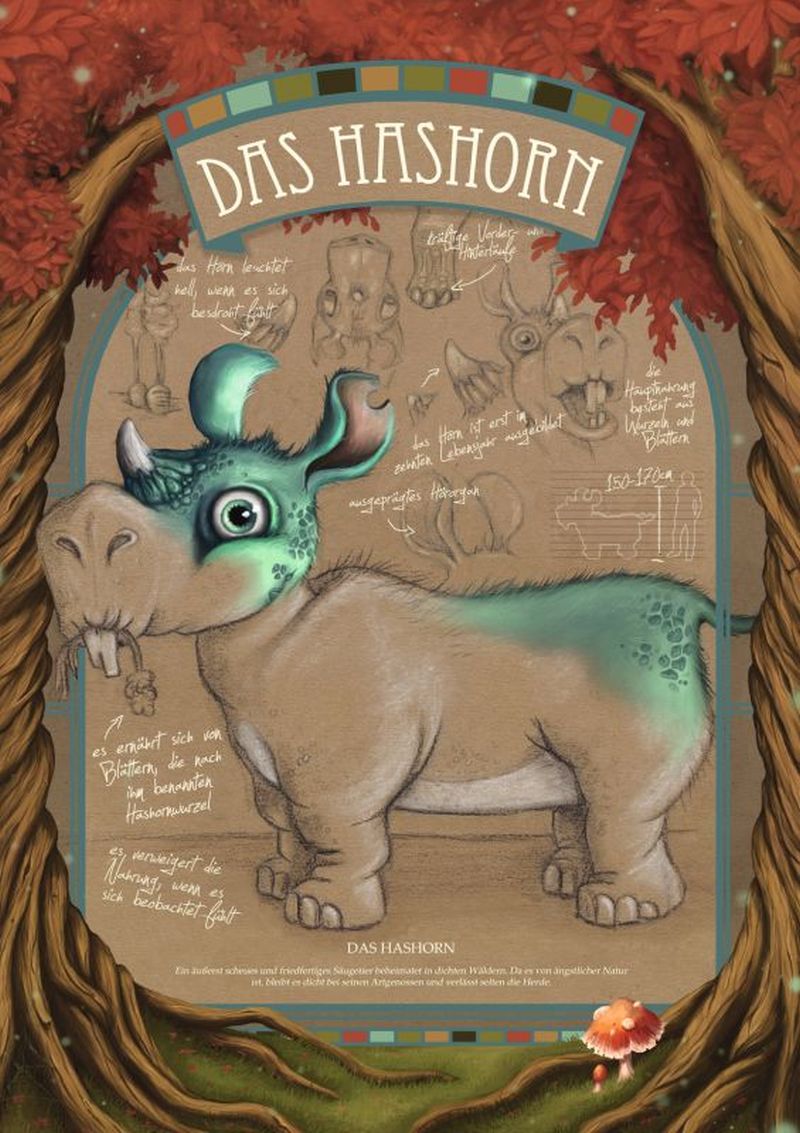 DAS HASHORN
das Horn leuchtet
hell, wenn es sich
besdroht fühlt
kräftige Vorder- und
Hinterläufe
die
Hauptnahrung
besteht aus
Wurzeln und
Blättern
das Horn ist erst im
zehnten Lebensjahr ausgebildet
150-170cm
ausgeprägtes Hörorgan
es ernährt sich von
Blättern, die nach
ihm benannten
Hashornwurzel
es verweigert die
Nahrung, wenn es
sich beobachtet fühlt
DAS HASHORN
Ein äußerst scheues und friedfertiges Säugetier beheimatet in dichten Wäldern. Da es von ängstlicher Natur
ist, bleibt es dicht bei seinen Artgenossen und verlässt selten die Herde.